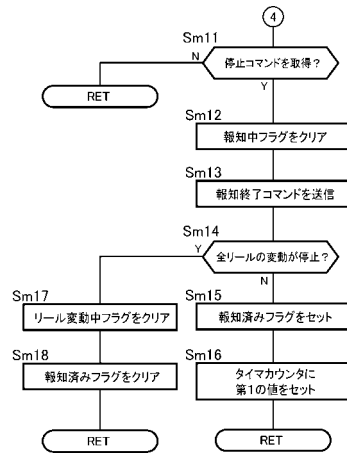 4
Sm11
停止コマンドを取得？
N
Y
RET
Sm12
報知中フラグをクリア
Sm13
報知終了コマンドを送信
Sm14
全リールの変動が停止？
Y
N
Sm17
リール変動中フラグをクリア
Sm15
報知済みフラグをセット
Sm18
報知済みフラグをクリア
Sm16
タイマカウンタに
第1の値をセット
RET
RET